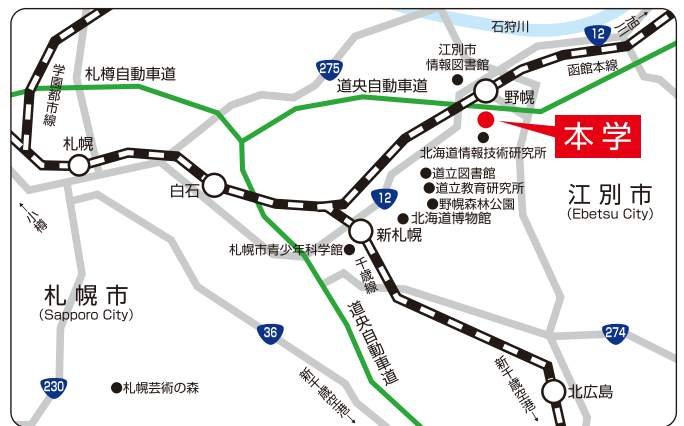 石狩川
12
三笠
江別市
情報図書館
275
函館本線
札樽自動車道
道央自動車道
学園都市線
野幌
本学
札幌
北海道情報技術研究所
白石
道立図書館
道立教育研究所
12
野幌森林公園
江別市
(Ebetsu City)
←小樽
北海道博物館
新札幌
札幌市青少年科学館
千歳線
札幌市
(Sapporo City)
道央自動車道
36
274
新千歳空港→
新千歳空港→
230
札幌芸術の森
北広島